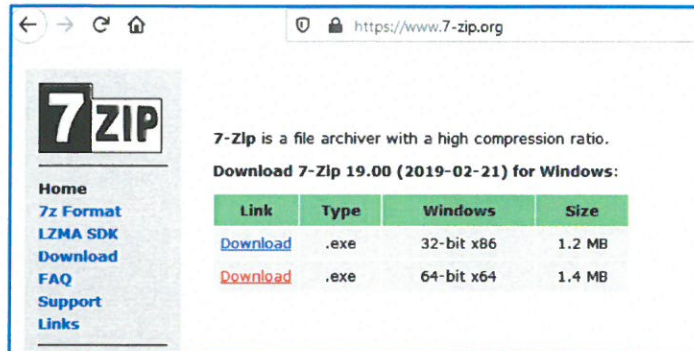 https://www.7-zip.org
7 ZIP
7-Zip is a file archiver with a high compression ratio.
Download 7-Zip 19.00 (2019-02-21) for Windows:
Home
7z Format
LZMA SDK
Download
FAQ
Support
Links
Link Type Windows Size
Download .exe 32-bit x86 1.2 MB
Download .exe 64-bit x64 1.4 MB